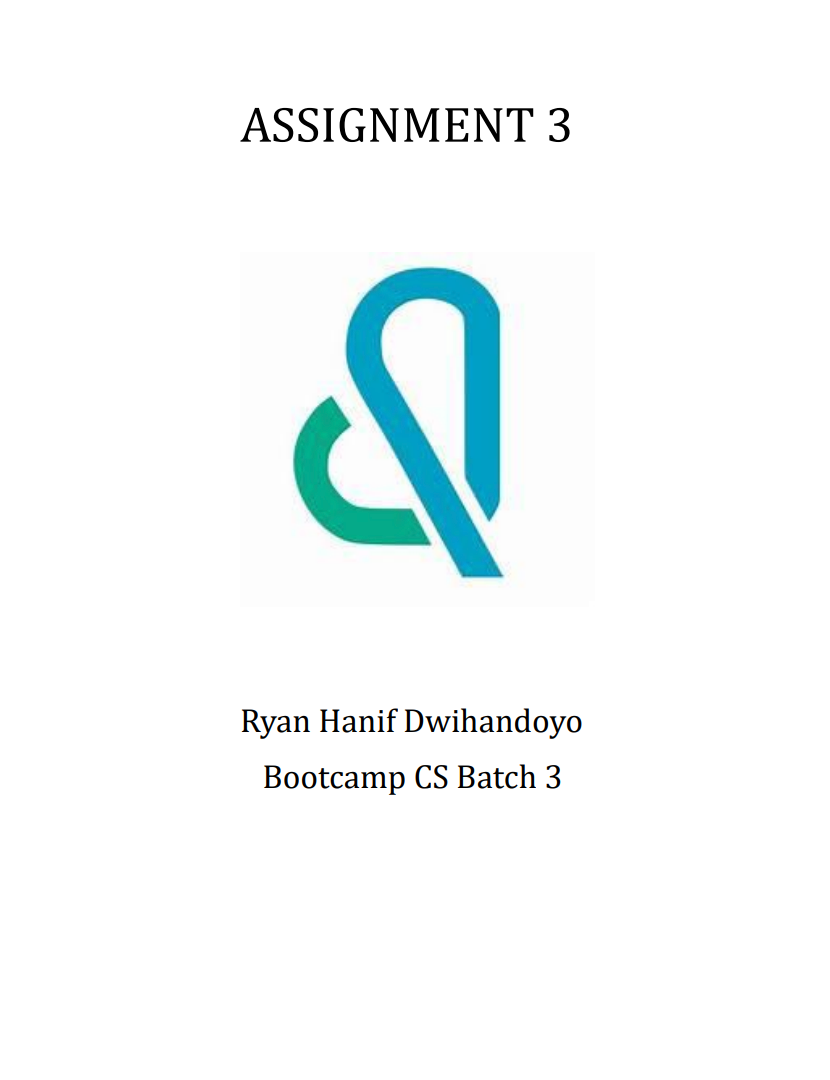 ASSIGNMENT 3
Ryan Hanif Dwihandoyo
Bootcamp CS Batch 3